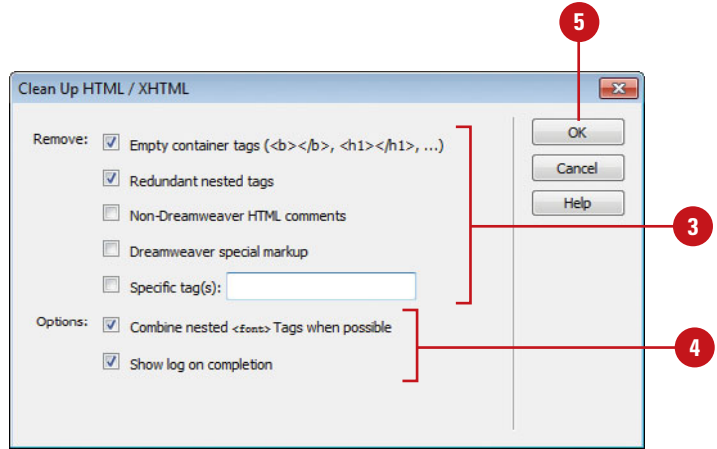 5
Clean Up HTML / XHTML
Remove: Empty container tags (<b></b>, <h1></h1>, ...)
OK
Redundant nested tags
Cancel
Non-Dreamweaver HTML comments
Help
3
Dreamweaver special markup
Specific tag(s):
Options: Combine nested <font> Tags when possible
4
Show log on completion